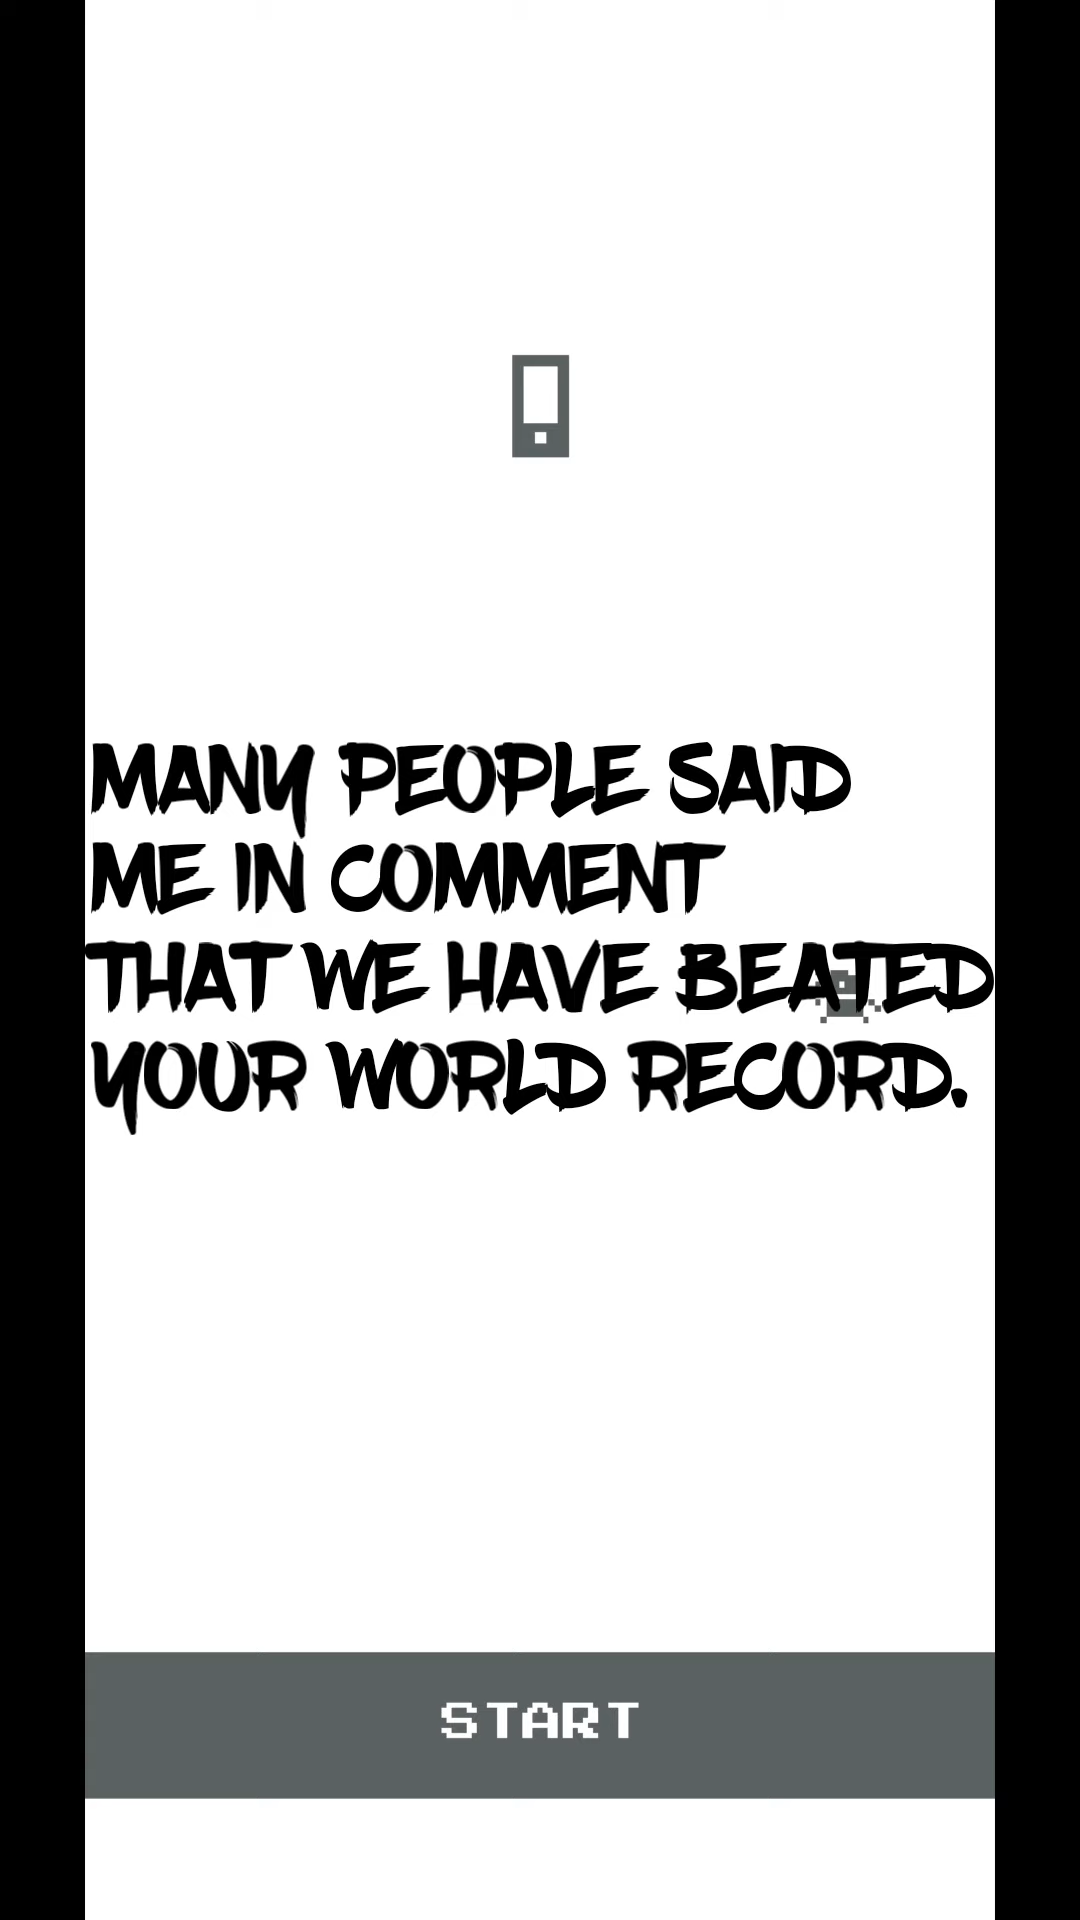 MANY PEOPLE SAID
ME IN COMMENT
THAT WE HAVE BEATED
YOUR WORLD RECORD.
START